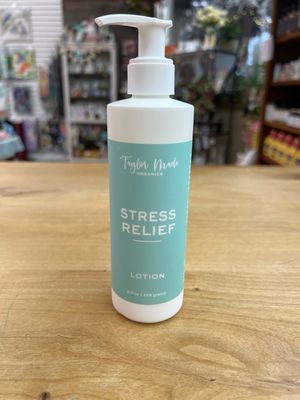 Taylor Made
ORGANICS
STRESS
RELIEF
LOTION